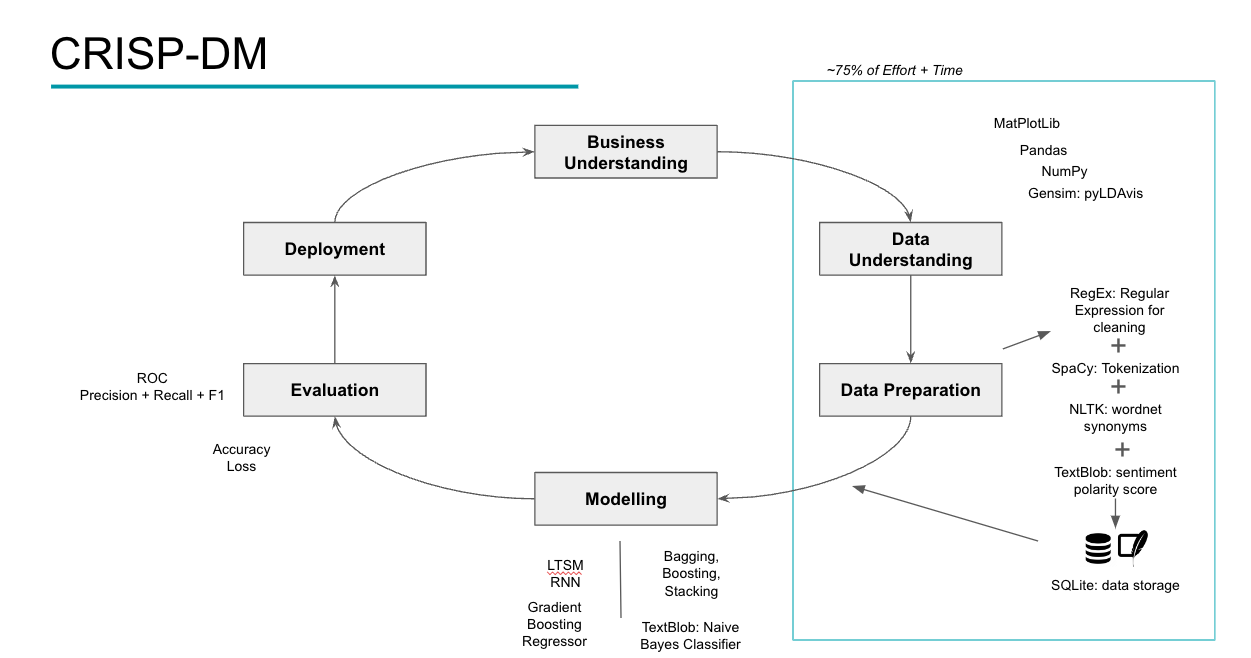 CRISP-DM
~75% of Effort + Time
MatPlotLib
Pandas
NumPy
Gensim: pyLDAvis
Business
Understanding
Data
Understanding
Deployment
RegEx: Regular
Expression for
cleaning
+
SpaCy: Tokenization
+
NLTK: wordnet
synonyms
+
TextBlob: sentiment
polarity score
SQLite: data storage
Data Preparation
Evaluation
ROC
Precision + Recall + F1
Accuracy
Loss
Modelling
LTSM
RNN
Gradient
Boosting
Regressor
Bagging,
Boosting,
Stacking
TextBlob: Naive
Bayes Classifier